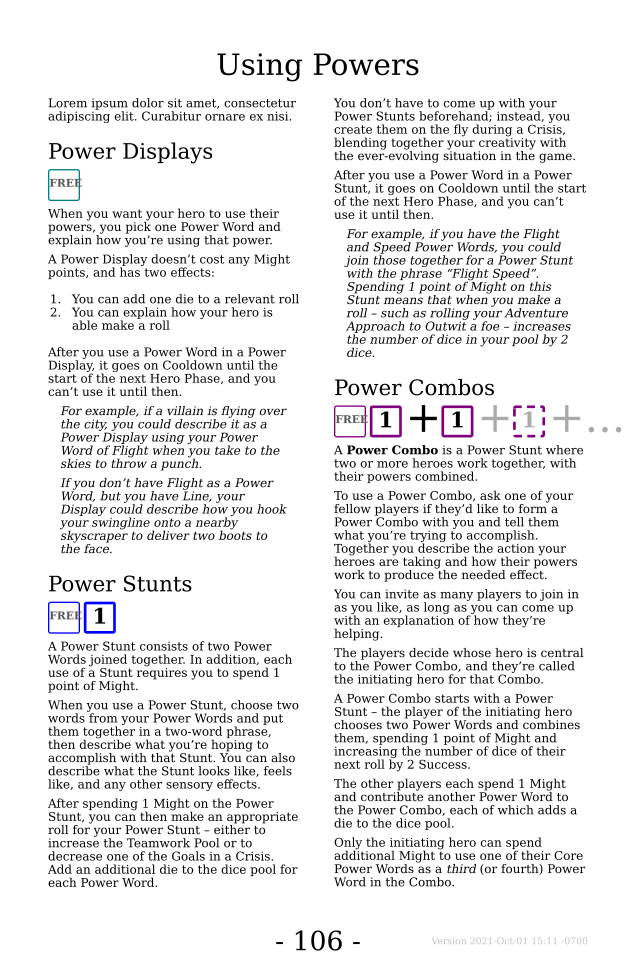 Using Powers
Lorem ipsum dolor sit amet, consectetur
adipiscing elit. Curabitur ornare ex nisi.
Power Displays
FREE
When you want your hero to use their
powers, you pick one Power Word and
explain how you’re using that power.
A Power Display doesn’t cost any Might
points, and has two effects:
1. You can add one die to a relevant roll
2. You can explain how your hero is
able make a roll
After you use a Power Word in a Power
Display, it goes on Cooldown until the
start of the next Hero Phase, and you
can’t use it until then.
For example, if a villain is flying over
the city, you could describe it as a
Power Display using your Power
Word of Flight when you take to the
skies to throw a punch.
If you don’t have Flight as a Power
Word, but you have Line, your
Display could describe how you hook
your swingline onto a nearby
skyscraper to deliver two boots to
the face.
Power Stunts
FREE 1
A Power Stunt consists of two Power
Words joined together. In addition, each
use of a Stunt requires you to spend 1
point of Might.
When you use a Power Stunt, choose two
words from your Power Words and put
them together in a two-word phrase,
then describe what you’re hoping to
accomplish with that Stunt. You can also
describe what the Stunt looks like, feels
like, and any other sensory effects.
After spending 1 Might on the Power
Stunt, you can then make an appropriate
roll for your Power Stunt – either to
increase the Teamwork Pool or to
decrease one of the Goals in a Crisis.
Add an additional die to the dice pool for
each Power Word.
You don’t have to come up with your
Power Stunts beforehand; instead, you
create them on the fly during a Crisis,
blending together your creativity with
the ever-evolving situation in the game.
After you use a Power Word in a Power
Stunt, it goes on Cooldown until the start
of the next Hero Phase, and you can’t
use it until then.
For example, if you have the Flight
and Speed Power Words, you could
join those together for a Power Stunt
with the phrase “Flight Speed”.
Spending 1 point of Might on this
Stunt means that when you make a
roll – such as rolling your Adventure
Approach to Outwit a foe – increases
the number of dice in your pool by 2
dice.
Power Combos
FREE 1 + 1 + 1 + ...
A Power Combo is a Power Stunt where
two or more heroes work together, with
their powers combined.
To use a Power Combo, ask one of your
fellow players if they’d like to form a
Power Combo with you and tell them
what you’re trying to accomplish.
Together you describe the action your
heroes are taking and how their powers
work to produce the needed effect.
You can invite as many players to join in
as you like, as long as you can come up
with an explanation of how they’re
helping.
The players decide whose hero is central
to the Power Combo, and they’re called
the initiating hero for that Combo.
A Power Combo starts with a Power
Stunt – the player of the initiating hero
chooses two Power Words and combines
them, spending 1 point of Might and
increasing the number of dice of their
next roll by 2 Success.
The other players each spend 1 Might
and contribute another Power Word to
the Power Combo, each of which adds a
die to the dice pool.
Only the initiating hero can spend
additional Might to use one of their Core
Power Words as a third (or fourth) Power
Word in the Combo.
- 106 -
Version 2021-Oct-01 15:11 -0700